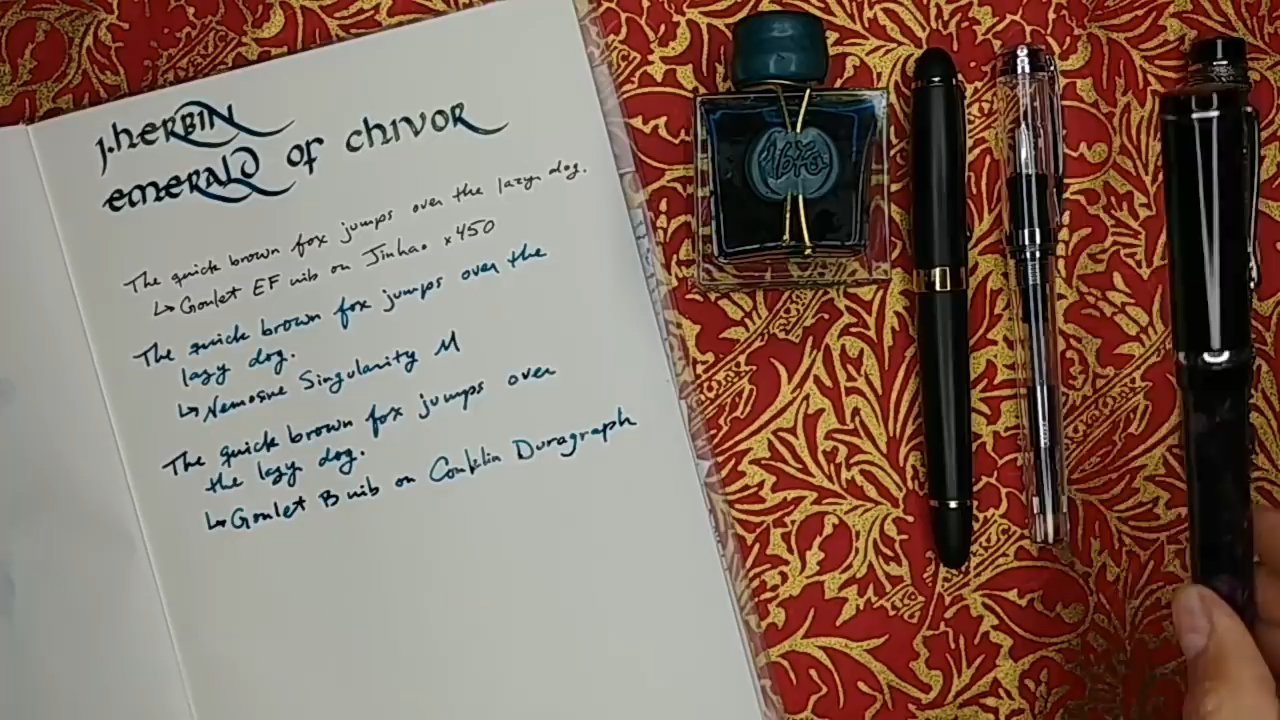 J. HERBIN
EMERALD OF CHIVOR
The quick brown fox jumps over the lazy dog.
↳ Goulet EF nib on Jinhao x450
The quick brown fox jumps over the
lazy dog.
↳ Nemosne Singularity M
The quick brown fox jumps over
the lazy dog.
↳ Goulet B nib on Conklin Duragraph
1670